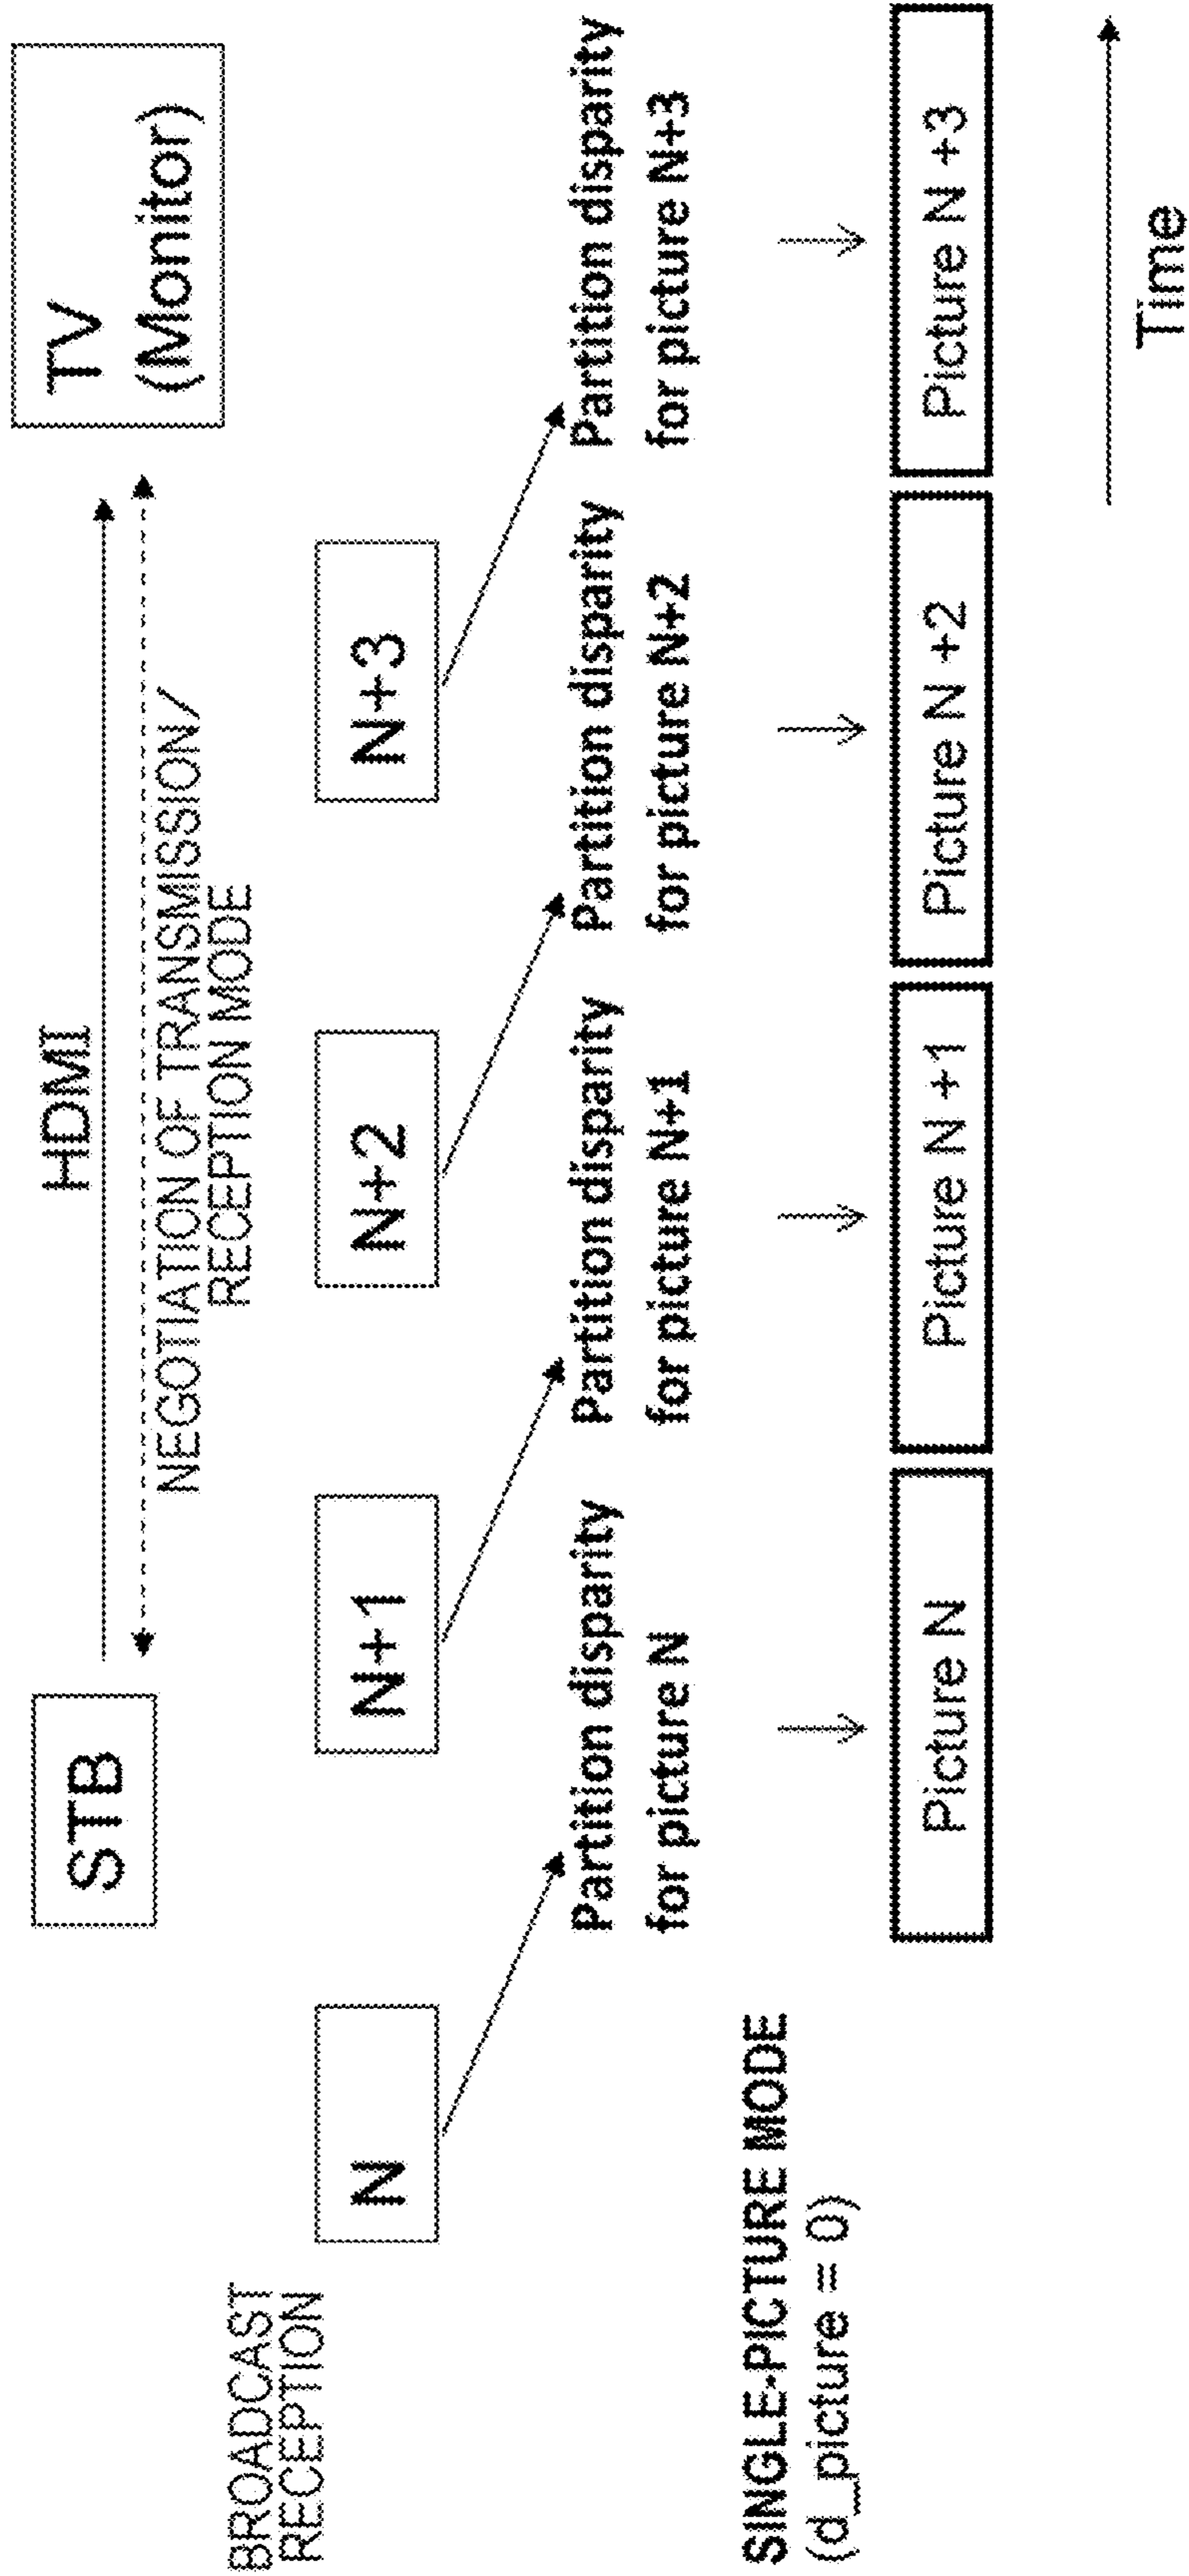 STB
HDMI
NEGOTIATION OF TRANSMISSION/
RECEPTION MODE
TV
(Monitor)
BROADCAST
RECEPTION
N
N+1
N+2
N+3
Partition disparity
for picture N
Partition disparity
for picture N+1
Partition disparity
for picture N+2
Partition disparity
for picture N+3
SINGLE-PICTURE MODE
(d_picture = 0)
Picture N
Picture N +1
Picture N +2
Picture N +3
Time